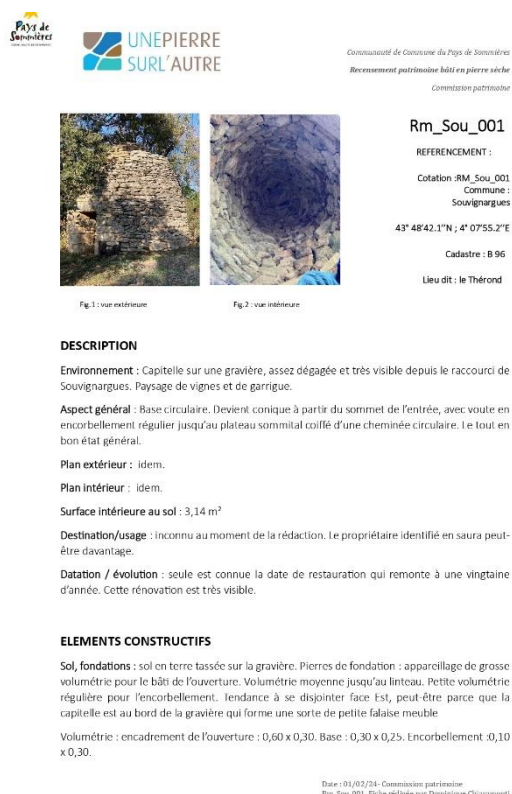 Pays de
Sommières
UNEPIERRE
SURL'AUTRE
Communauté de Commune du Pays de Sommières
Recensement patrimoine bâti en pierre sèche
Commission patrimoine
Rm_Sou_001
REFERENCEMENT :
Cotation :RM_Sou_001
Commune :
Souvignargues
43° 48'42.1''N ; 4° 07'55.2''E
Cadastre : B 96
Lieu dit : le Thérond
Fig.1 : vue extérieure
Fig.2 : vue intérieure
DESCRIPTION
Environnement : Capitelle sur une gravière, assez dégagée et très visible depuis le raccourci de
Souvignargues. Paysage de vignes et de garrigue.
Aspect général : Base circulaire. Devient conique à partir du sommet de l'entrée, avec voute en
encorbellement régulier jusqu'au plateau sommital coiffé d'une cheminée circulaire. Le tout en
bon état général.
Plan extérieur : idem.
Plan intérieur : idem.
Surface intérieure au sol : 3,14 m²
Destination/usage : inconnu au moment de la rédaction. Le propriétaire identifié en saura peut-
être davantage.
Datation / évolution : seule est connue la date de restauration qui remonte à une vingtaine
d'année. Cette rénovation est très visible.
ELEMENTS CONSTRUCTIFS
Sol, fondations : sol en terre tassée sur la gravière. Pierres de fondation : appareillage de grosse
volumétrie pour le bâti de l'ouverture. Volumétrie moyenne jusqu'au linteau. Petite volumétrie
régulière pour l'encorbellement. Tendance à se disjointer face Est, peut-être parce que la
capitelle est au bord de la gravière qui forme une sorte de petite falaise meuble
Volumétrie : encadrement de l'ouverture : 0,60 x 0,30. Base : 0,30 x 0,25. Encorbellement :0,10
x 0,30.
Date : 01/02/24- Commission patrimoine
Fiche rédigée par Dominique